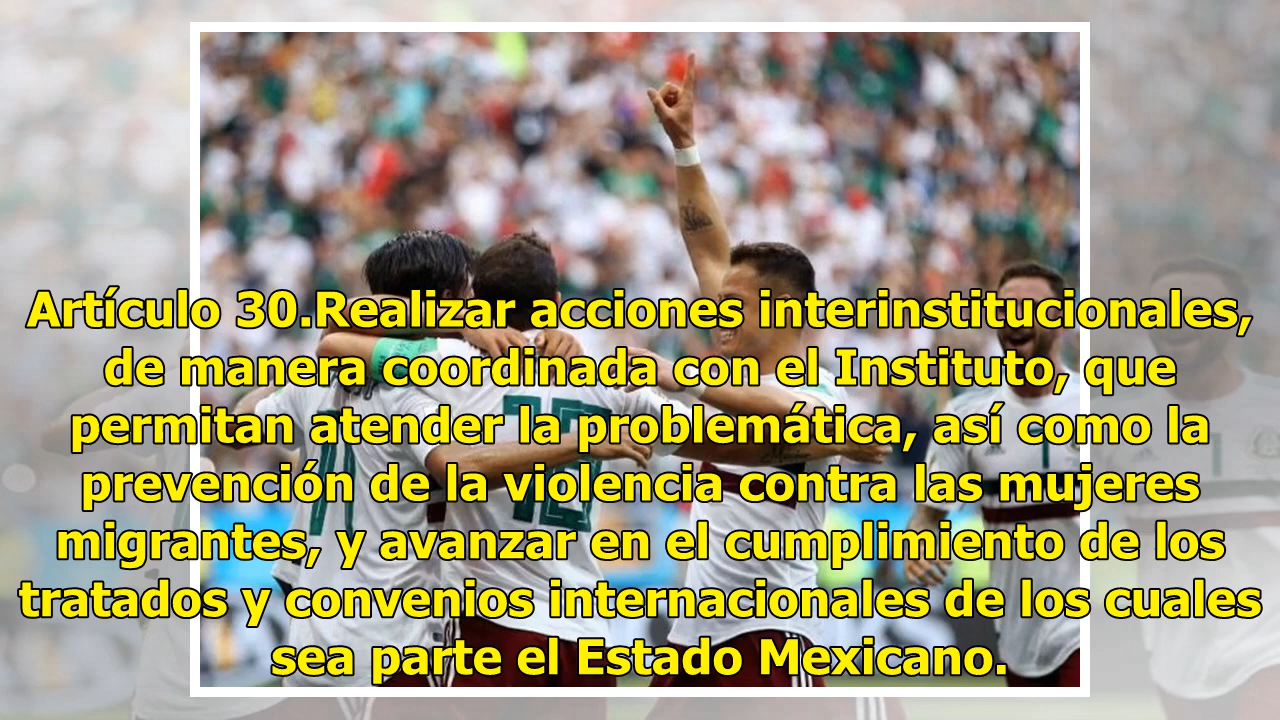 Artículo 30.Realizar acciones interinstitucionales,
de manera coordinada con el Instituto, que
permitan atender la problemática, así como la
prevención de la violencia contra las mujeres
migrantes, y avanzar en el cumplimiento de los
tratados y convenios internacionales de los cuales
sea parte el Estado Mexicano.